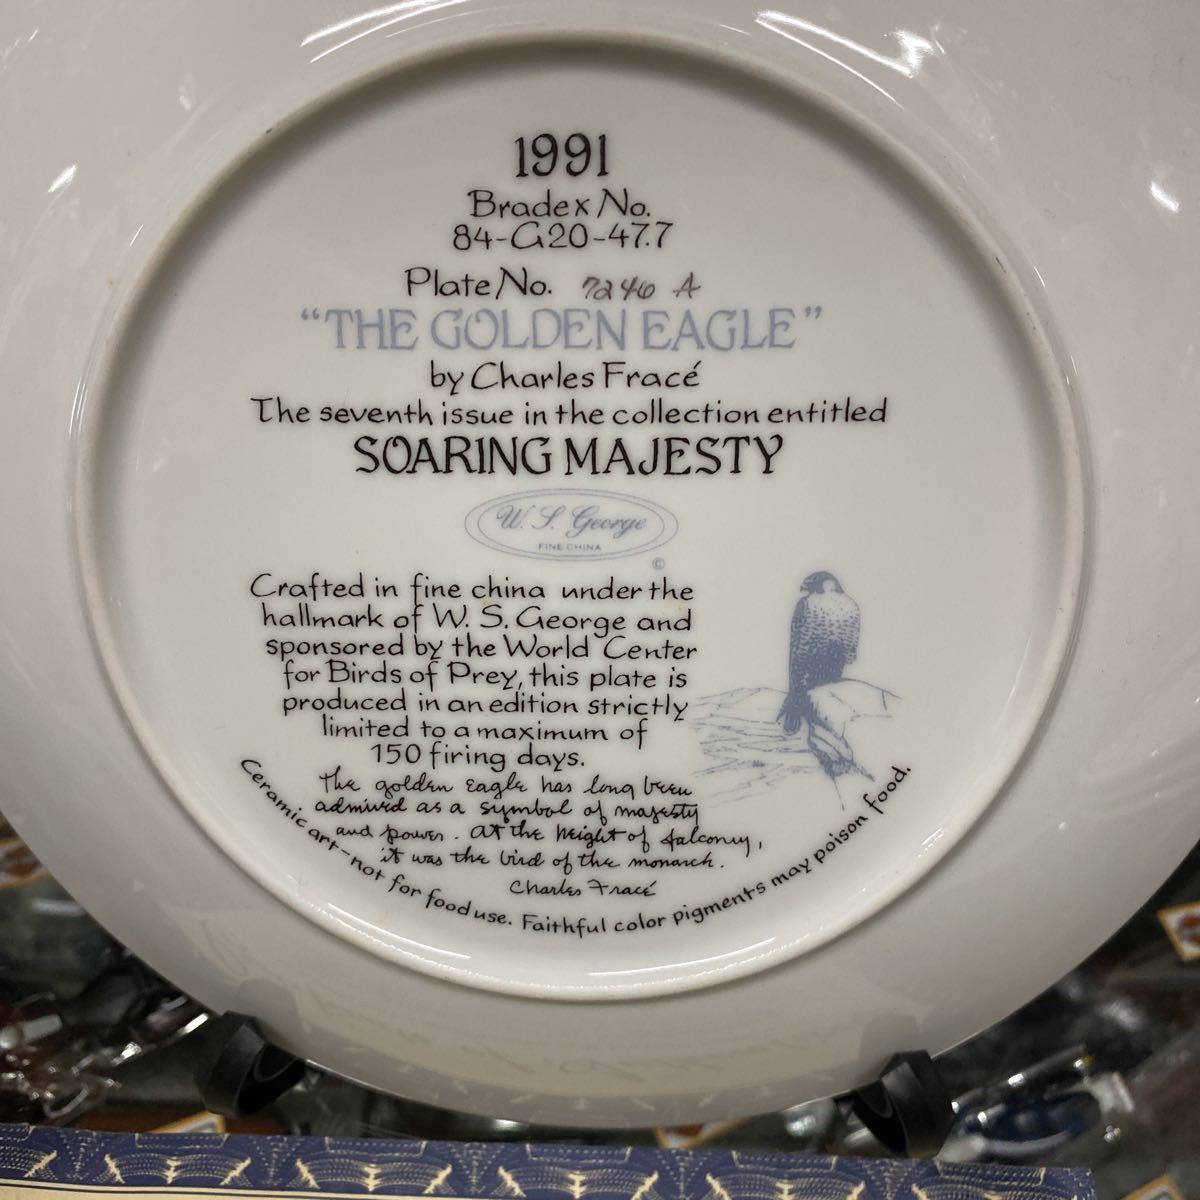 1991
Bradex No.
84-G20-47.7
Plate No. 7246 A
"THE GOLDEN EAGLE"
by Charles Fracé
The seventh issue in the collection entitled
SOARING MAJESTY
W. S. George
FINE CHINA
©
Crafted in fine china under the
hallmark of W. S. George and
sponsored by the World Center
for Birds of Prey, this plate is
produced in an edition strictly
limited to a maximum of
150 firing days.
The golden eagle has long been
admired as a symbol of majesty
and power. At the height of falconry,
it was the bird of the monarch.
Charles Fracé
Ceramic art-not for food use. Faithful color pigments may poison food.